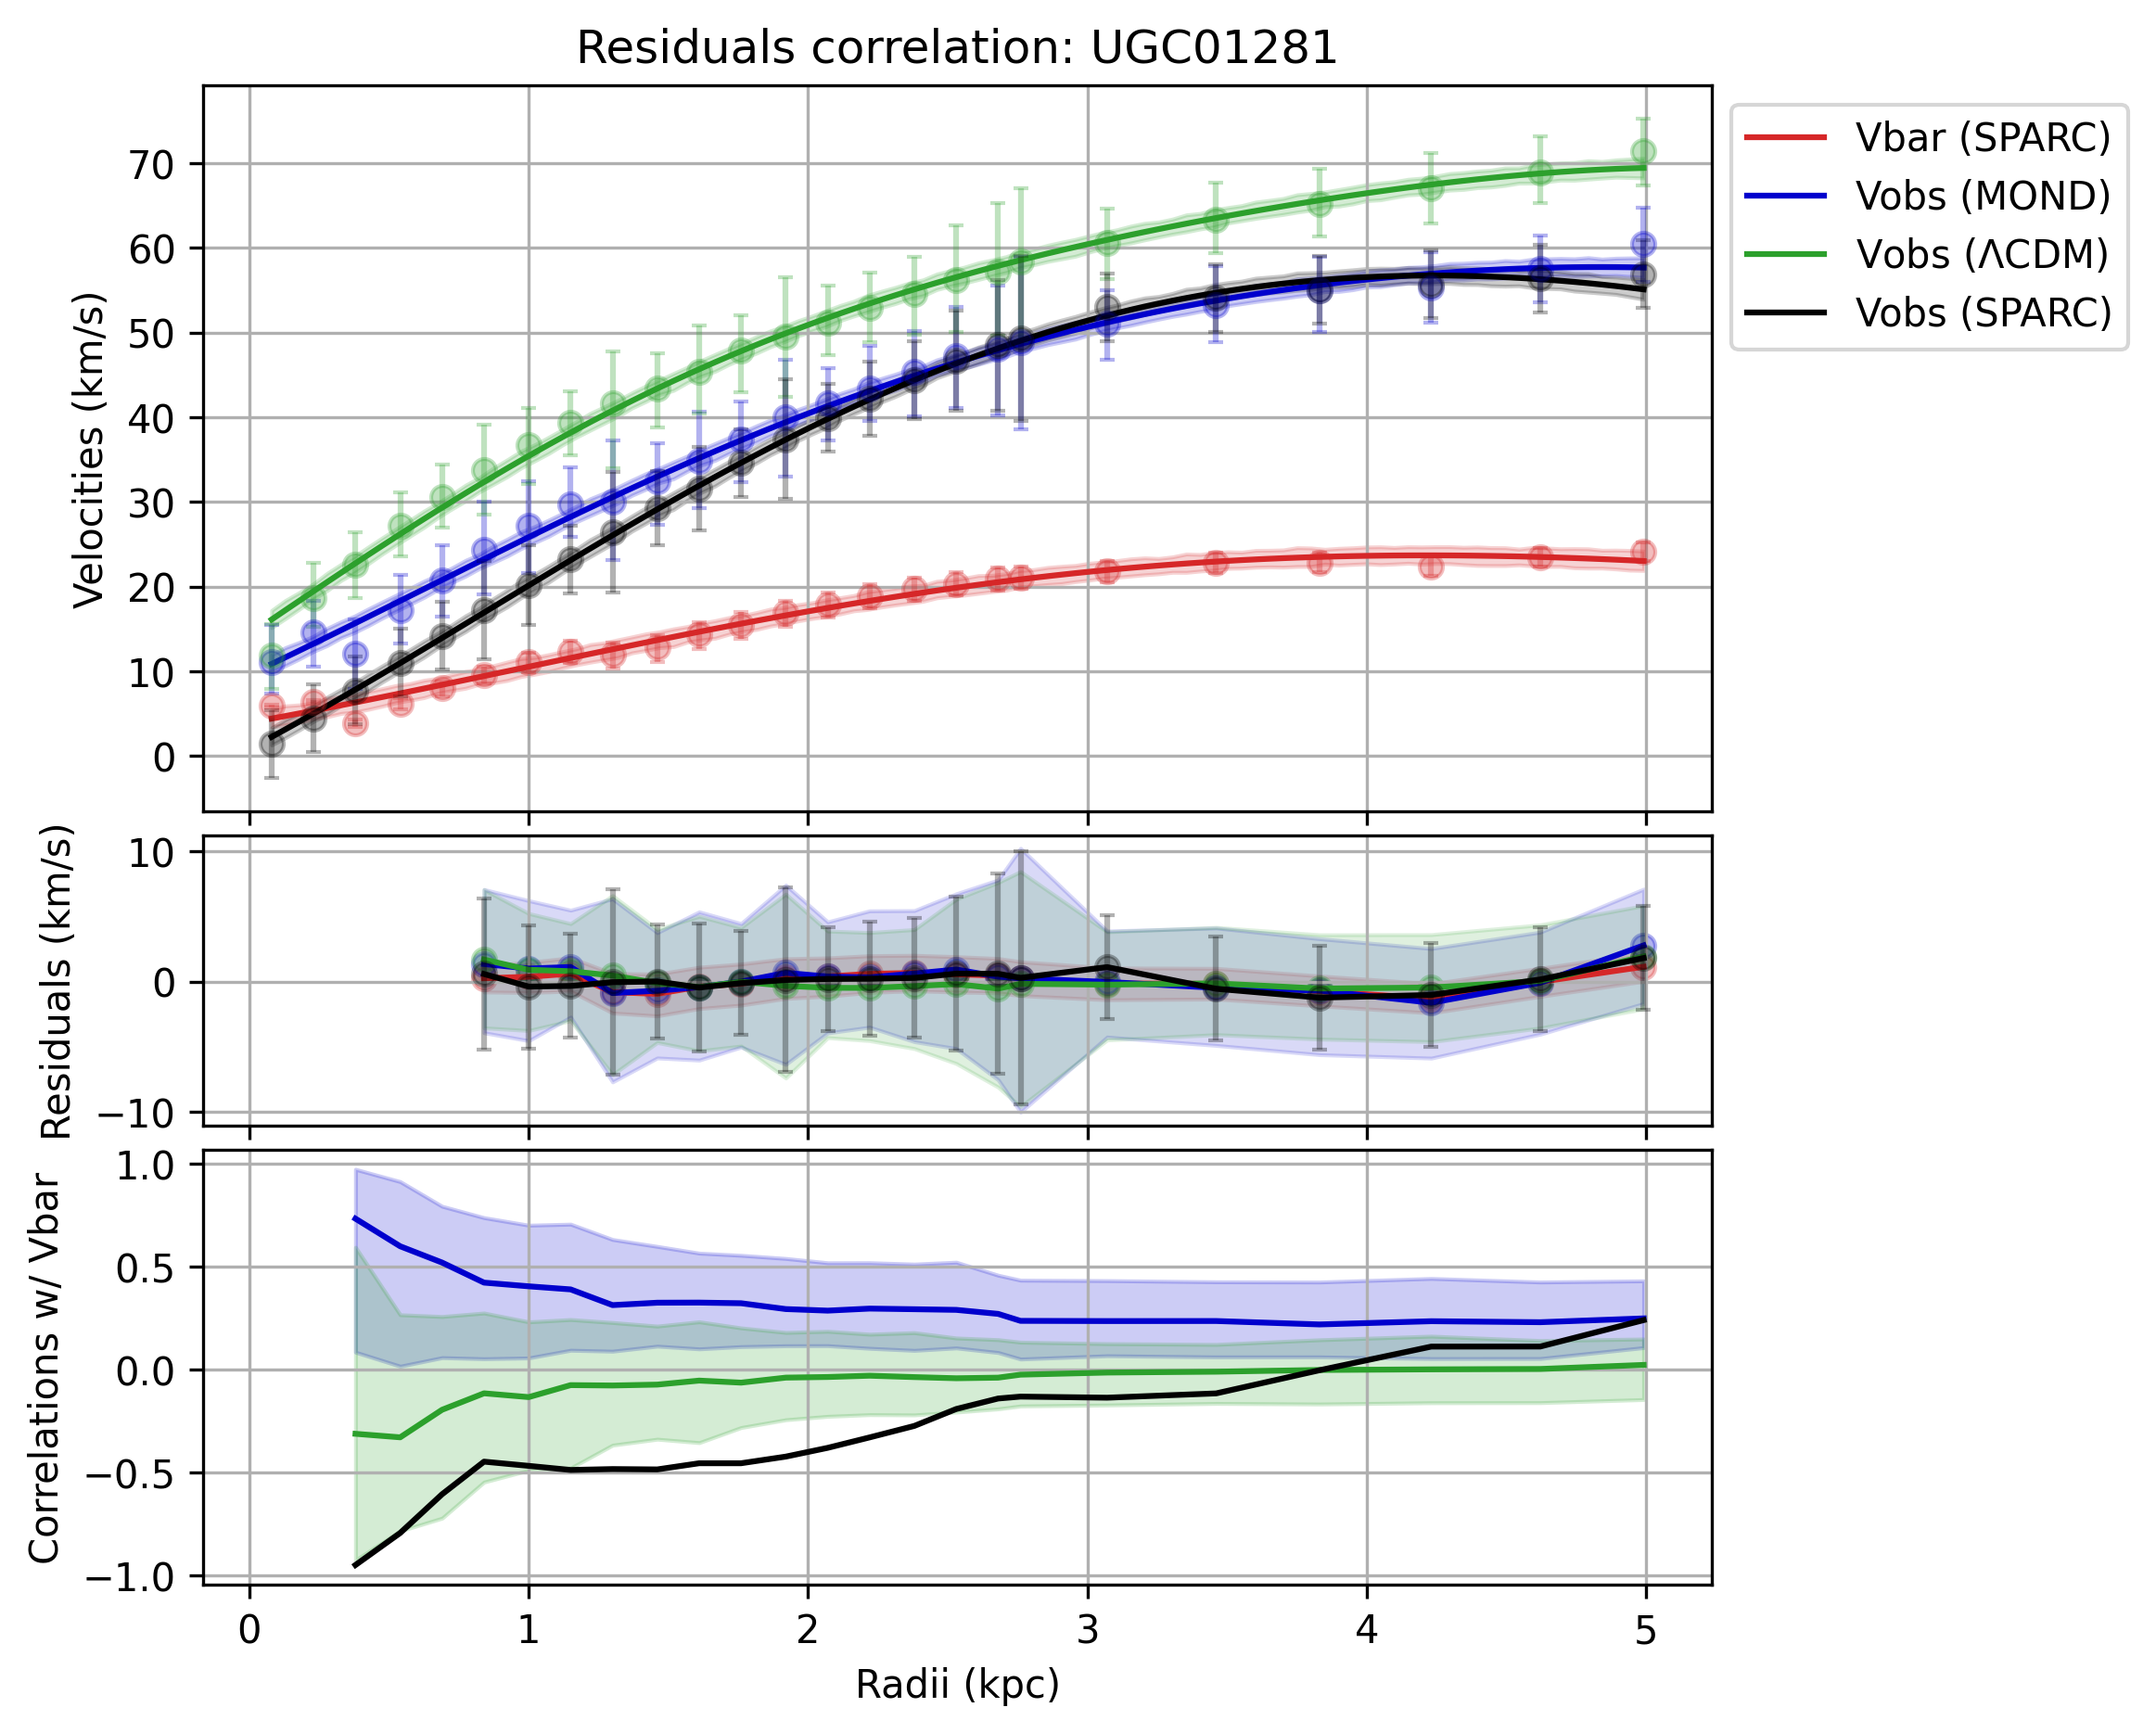 Residuals correlation: UGC01281
Velocities (km/s)
70
60
50
40
30
20
10
0
Vbar (SPARC)
Vobs (MOND)
Vobs (ΛCDM)
Vobs (SPARC)
Residuals (km/s)
10
0
−10
Correlations w/ Vbar
1.0
0.5
0.0
−0.5
−1.0
0 1 2 3 4 5
Radii (kpc)